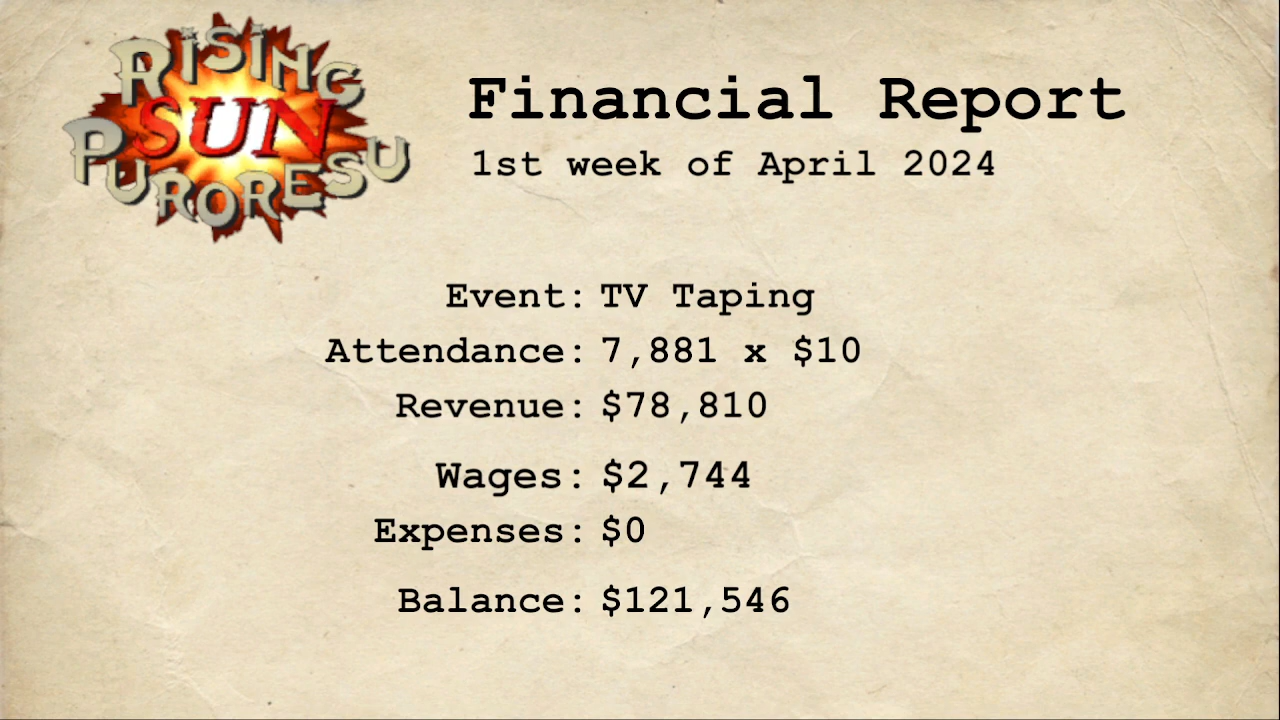 RISING
SUN
PURORESU
Financial Report
1st week of April 2024
Event: TV Taping
Attendance: 7,881 x $10
Revenue: $78,810
Wages: $2,744
Expenses: $0
Balance: $121,546